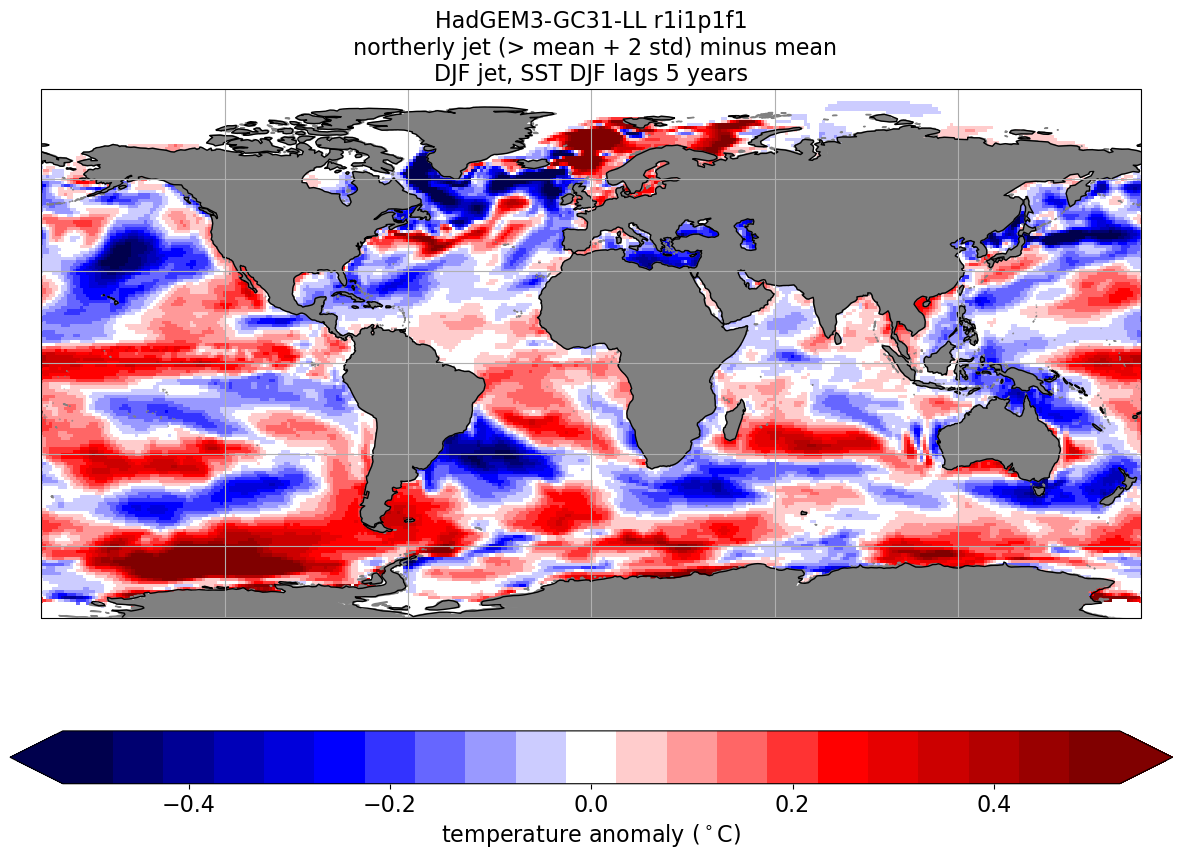 HadGEM3-GC31-LL r1i1p1f1
northerly jet (> mean + 2 std) minus mean
DJF jet, SST DJF lags 5 years
−0.4 −0.2 0.0 0.2 0.4
temperature anomaly (°C)